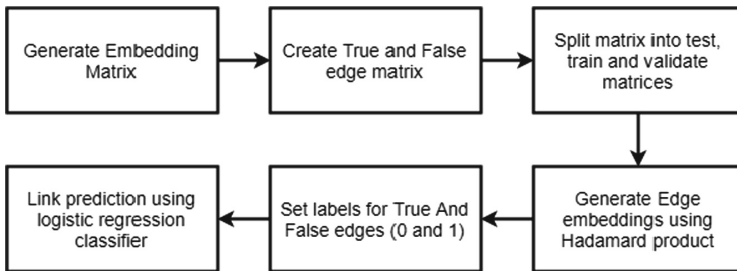 Generate Embedding
Matrix
Create True and False
edge matrix
Split matrix into test,
train and validate
matrices
Generate Edge
embeddings using
Hadamard product
Set labels for True And
False edges (0 and 1)
Link prediction using
logistic regression
classifier